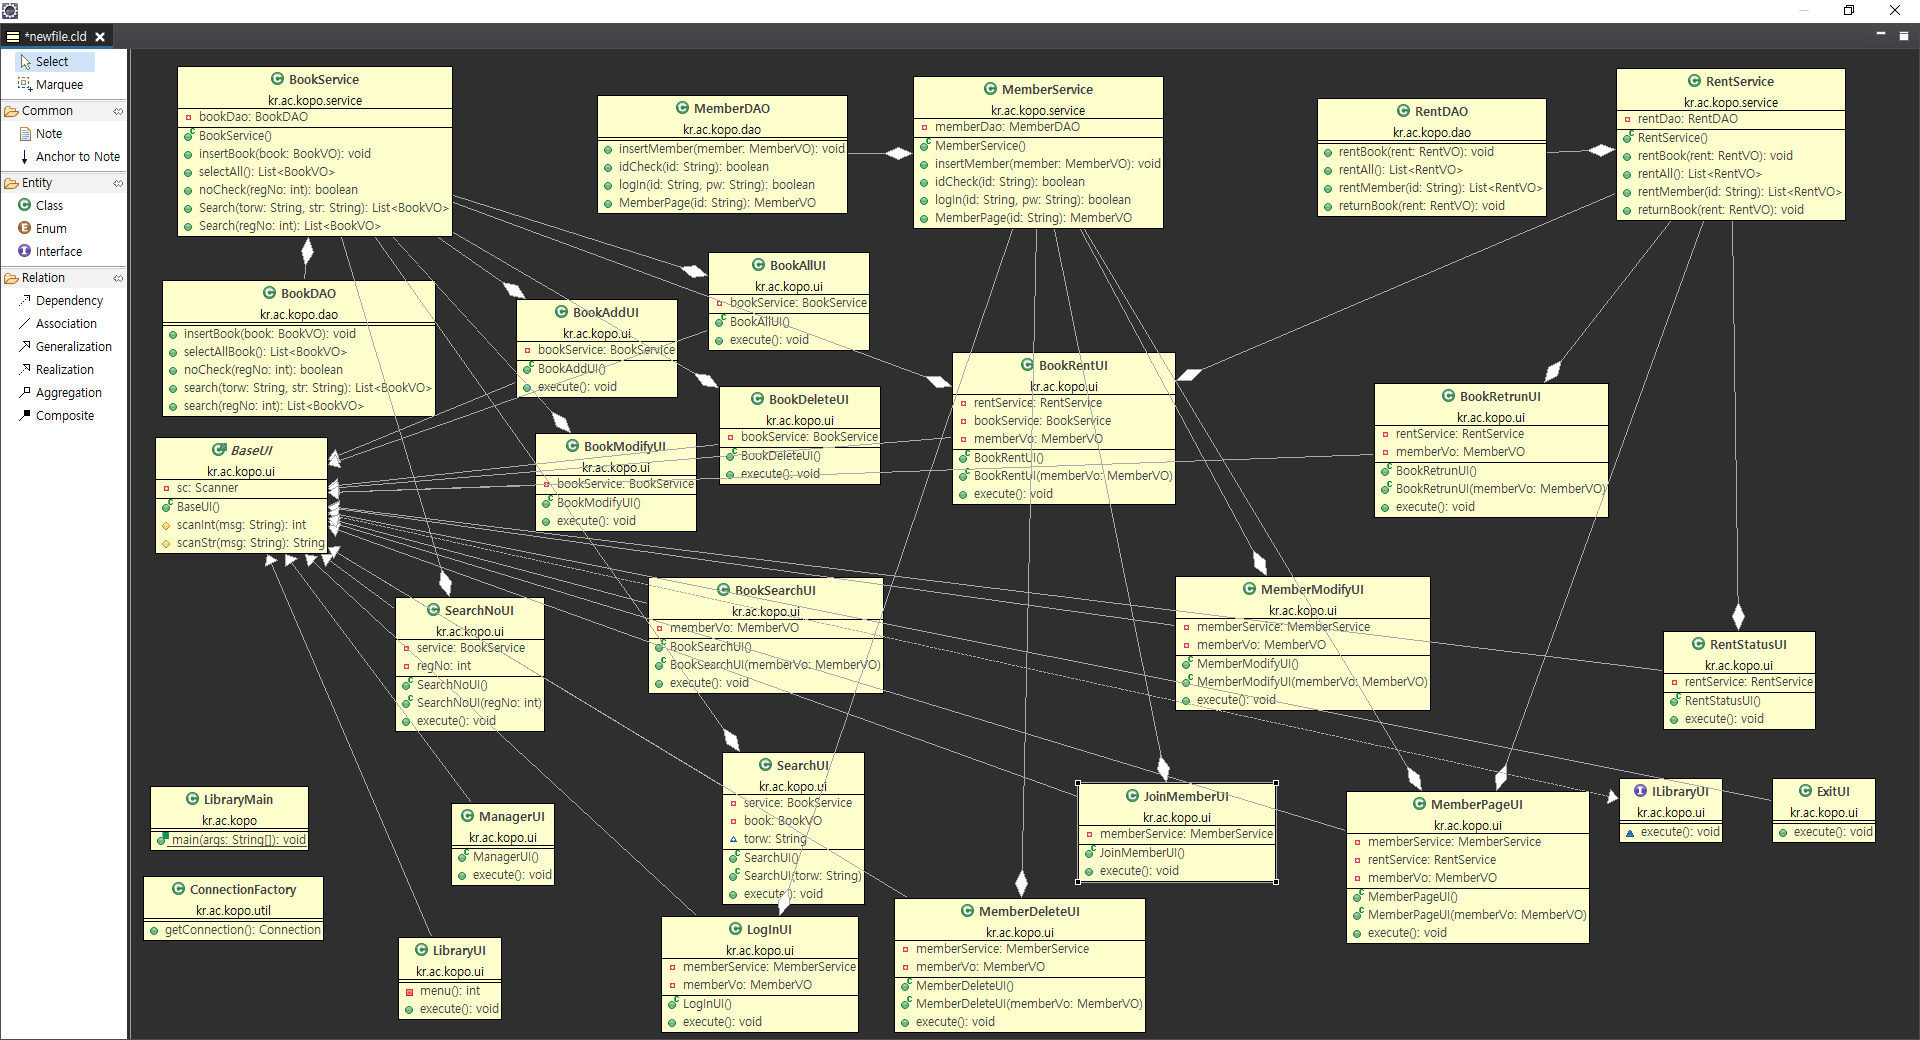 *newfile.cld
Select
Marquee
Common
Note
Anchor to Note
Entity
Class
Enum
Interface
Relation
Dependency
Association
Generalization
Realization
Aggregation
Composite
BookService
kr.ac.kopo.service
bookDao: BookDAO
BookService()
insertBook(book: BookVO): void
selectAll(): List<BookVO>
noCheck(regNo: int): boolean
Search(torw: String, str: String): List<BookVO>
Search(regNo: int): List<BookVO>
MemberDAO
kr.ac.kopo.dao
insertMember(member: MemberVO): void
idCheck(id: String): boolean
logIn(id: String, pw: String): boolean
MemberPage(id: String): MemberVO
MemberService
kr.ac.kopo.service
memberDao: MemberDAO
MemberService()
insertMember(member: MemberVO): void
idCheck(id: String): boolean
logIn(id: String, pw: String): boolean
MemberPage(id: String): MemberVO
RentDAO
kr.ac.kopo.dao
rentBook(rent: RentVO): void
rentAll(): List<RentVO>
rentMember(id: String): List<RentVO>
returnBook(rent: RentVO): void
RentService
kr.ac.kopo.service
rentDao: RentDAO
RentService()
rentBook(rent: RentVO): void
rentAll(): List<RentVO>
rentMember(id: String): List<RentVO>
returnBook(rent: RentVO): void
BookDAO
kr.ac.kopo.dao
insertBook(book: BookVO): void
selectAllBook(): List<BookVO>
noCheck(regNo: int): boolean
search(torw: String, str: String): List<BookVO>
search(regNo: int): List<BookVO>
BookAllUI
kr.ac.kopo.ui
bookService: BookService
BookAllUI()
execute(): void
BookAddUI
kr.ac.kopo.ui
bookService: BookService
BookAddUI()
execute(): void
BookDeleteUI
kr.ac.kopo.ui
bookService: BookService
BookDeleteUI()
execute(): void
BookRentUI
kr.ac.kopo.ui
rentService: RentService
bookService: BookService
memberVo: MemberVO
BookRentUI()
BookRentUI(memberVo: MemberVO)
execute(): void
BookRetrunUI
kr.ac.kopo.ui
rentService: RentService
memberVo: MemberVO
BookRetrunUI()
BookRetrunUI(memberVo: MemberVO)
execute(): void
BaseUI
kr.ac.kopo.ui
sc: Scanner
BaseUI()
scanInt(msg: String): int
scanStr(msg: String): String
BookModifyUI
kr.ac.kopo.ui
bookService: BookService
BookModifyUI()
execute(): void
SearchNoUI
kr.ac.kopo.ui
service: BookService
regNo: int
SearchNoUI()
SearchNoUI(regNo: int)
execute(): void
BookSearchUI
kr.ac.kopo.ui
memberVo: MemberVO
BookSearchUI()
BookSearchUI(memberVo: MemberVO)
execute(): void
MemberModifyUI
kr.ac.kopo.ui
memberService: MemberService
memberVo: MemberVO
MemberModifyUI()
MemberModifyUI(memberVo: MemberVO)
execute(): void
RentStatusUI
kr.ac.kopo.ui
rentService: RentService
RentStatusUI()
execute(): void
SearchUI
kr.ac.kopo.ui
service: BookService
book: BookVO
torw: String
SearchUI()
SearchUI(torw: String)
execute(): void
LibraryMain
kr.ac.kopo
main(args: String[]): void
ManagerUI
kr.ac.kopo.ui
ManagerUI()
execute(): void
JoinMemberUI
kr.ac.kopo.ui
memberService: MemberService
JoinMemberUI()
execute(): void
MemberPageUI
kr.ac.kopo.ui
memberService: MemberService
rentService: RentService
memberVo: MemberVO
MemberPageUI()
MemberPageUI(memberVo: MemberVO)
execute(): void
ILibraryUI
kr.ac.kopo.ui
execute(): void
ExitUI
kr.ac.kopo.ui
execute(): void
ConnectionFactory
kr.ac.kopo.util
getConnection(): Connection
LibraryUI
kr.ac.kopo.ui
menu(): int
execute(): void
LogInUI
kr.ac.kopo.ui
memberService: MemberService
memberVo: MemberVO
LogInUI()
execute(): void
MemberDeleteUI
kr.ac.kopo.ui
memberService: MemberService
memberVo: MemberVO
MemberDeleteUI()
MemberDeleteUI(memberVo: MemberVO)
execute(): void